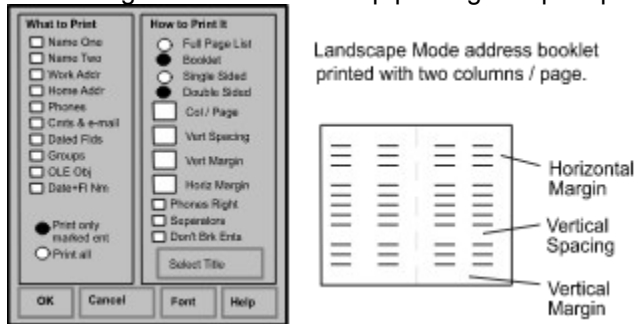 What to Print
Name One
Name Two
Work Addr
Home Addr
Phones
Cmts & e-mail
Dated Flds
Groups
OLE Obj
Date+Fl Nm
Print only
marked ent
Print all
How to Print It
Full Page List
Booklet
Single Sided
Double Sided
Col / Page
Vert Spacing
Vert Margin
Horiz Margin
Phones Right
Separators
Don't Brk Ents
Select Title
OK
Cancel
Font
Help
Landscape Mode address booklet
printed with two columns / page.
Horizontal
Margin
Vertical
Spacing
Vertical
Margin